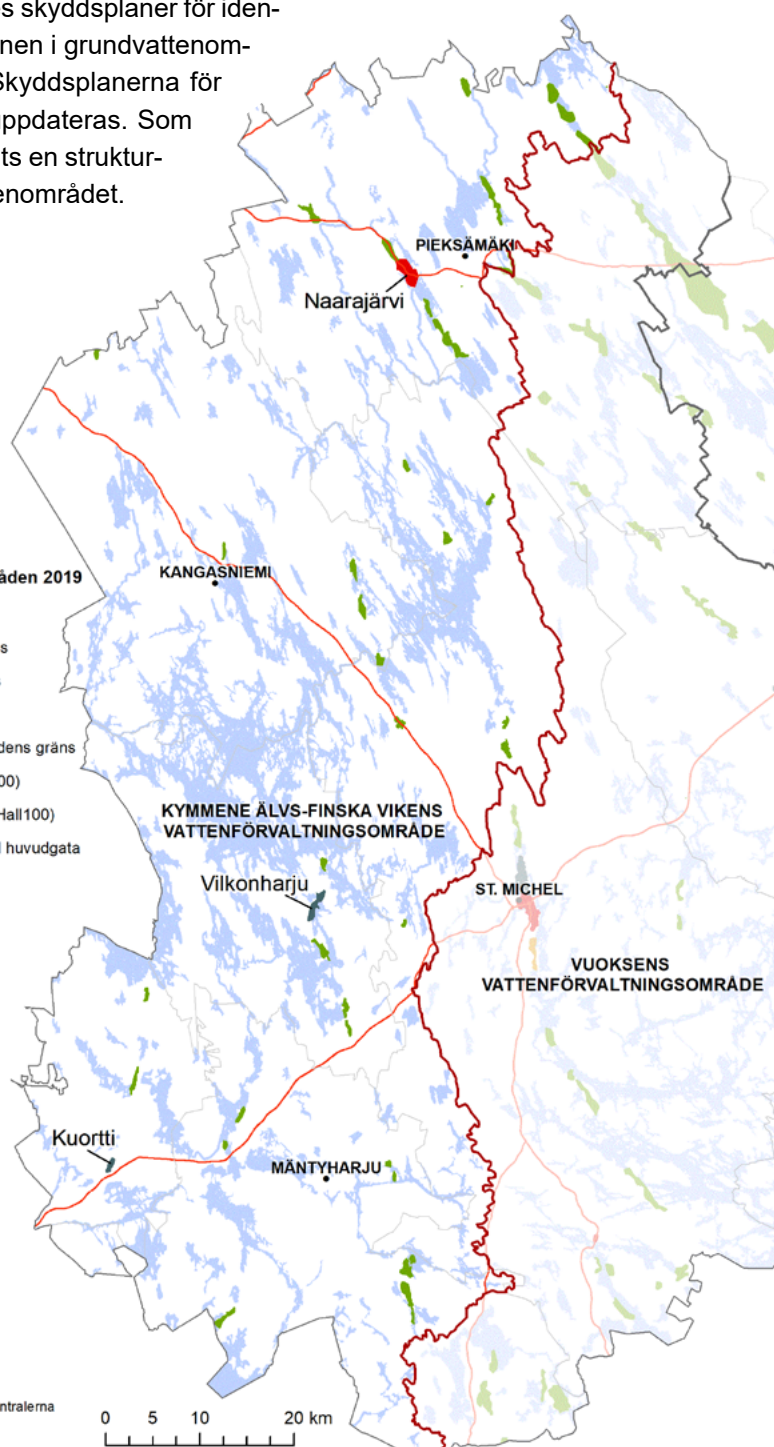 s skyddsplaner för iden-
nen i grundvattenom-
Skyddsplanerna för
uppdateras. Som
ts en struktur-
enområdet.
PIEKSÄMÄKI
Naarajärvi
åden 2019
KANGASNIEMI
s
dens gräns
00)
Hall100)
huvudgata
KYMMENE ÄLVS-FINSKA VIKENS
VATTENFÖRVALTNINGSOMRÅDE
Vilkonharju
ST. MICHEL
VUOKSENS
VATTENFÖRVALTNINGSOMRÅDE
Kuortti
MÄNTYHARJU
ntralerna
0 5 10 20 km